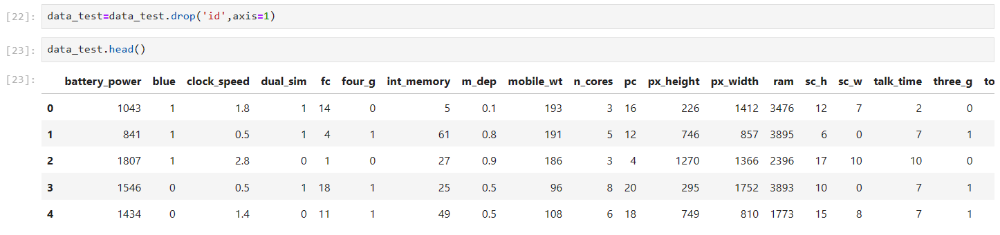 [22]: data_test=data_test.drop('id',axis=1)
[23]: data_test.head()
[23]: battery_power blue clock_speed dual_sim fc four_g int_memory m_dep mobile_wt n_cores pc px_height px_width ram sc_h sc_w talk_time three_g to
0 1043 1 1.8 1 14 0 5 0.1 193 3 16 226 1412 3476 12 7 2 0
1 841 1 0.5 1 4 1 61 0.8 191 5 12 746 857 3895 6 0 7 1
2 1807 1 2.8 0 1 0 27 0.9 186 3 4 1270 1366 2396 17 10 10 0
3 1546 0 0.5 1 18 1 25 0.5 96 8 20 295 1752 3893 10 0 7 1
4 1434 0 1.4 0 11 1 49 0.5 108 6 18 749 810 1773 15 8 7 1